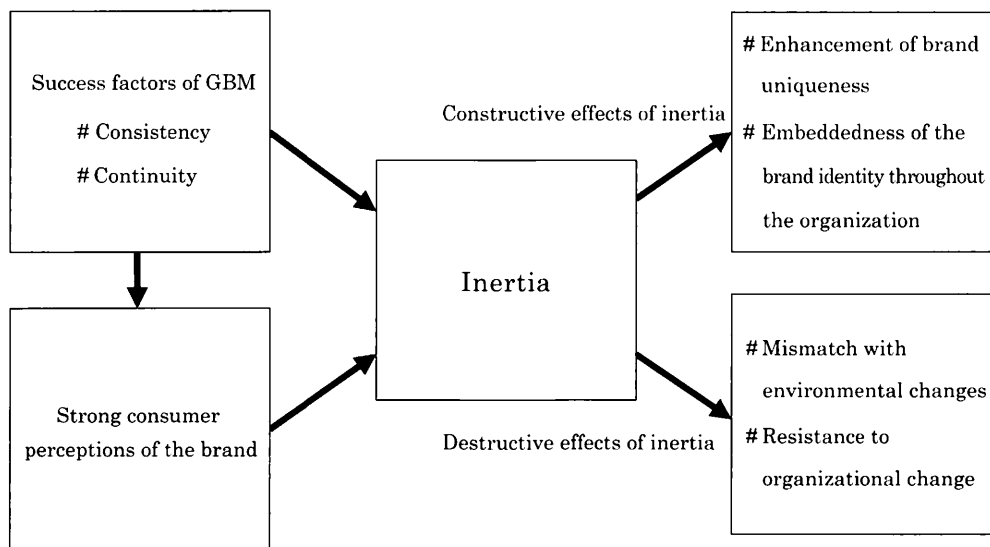 Success factors of GBM
# Consistency
# Continuity
Strong consumer
perceptions of the brand
Inertia
Constructive effects of inertia
Destructive effects of inertia
# Enhancement of brand
uniqueness
# Embeddedness of the
brand identity throughout
the organization
# Mismatch with
environmental changes
# Resistance to
organizational change